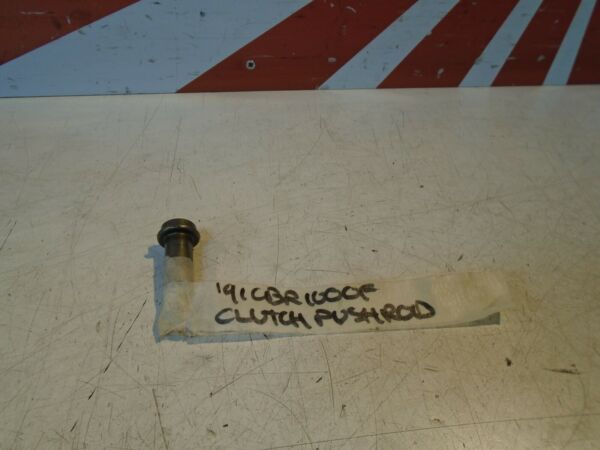 '91 CBR1000F
CLUTCH PUSHROD